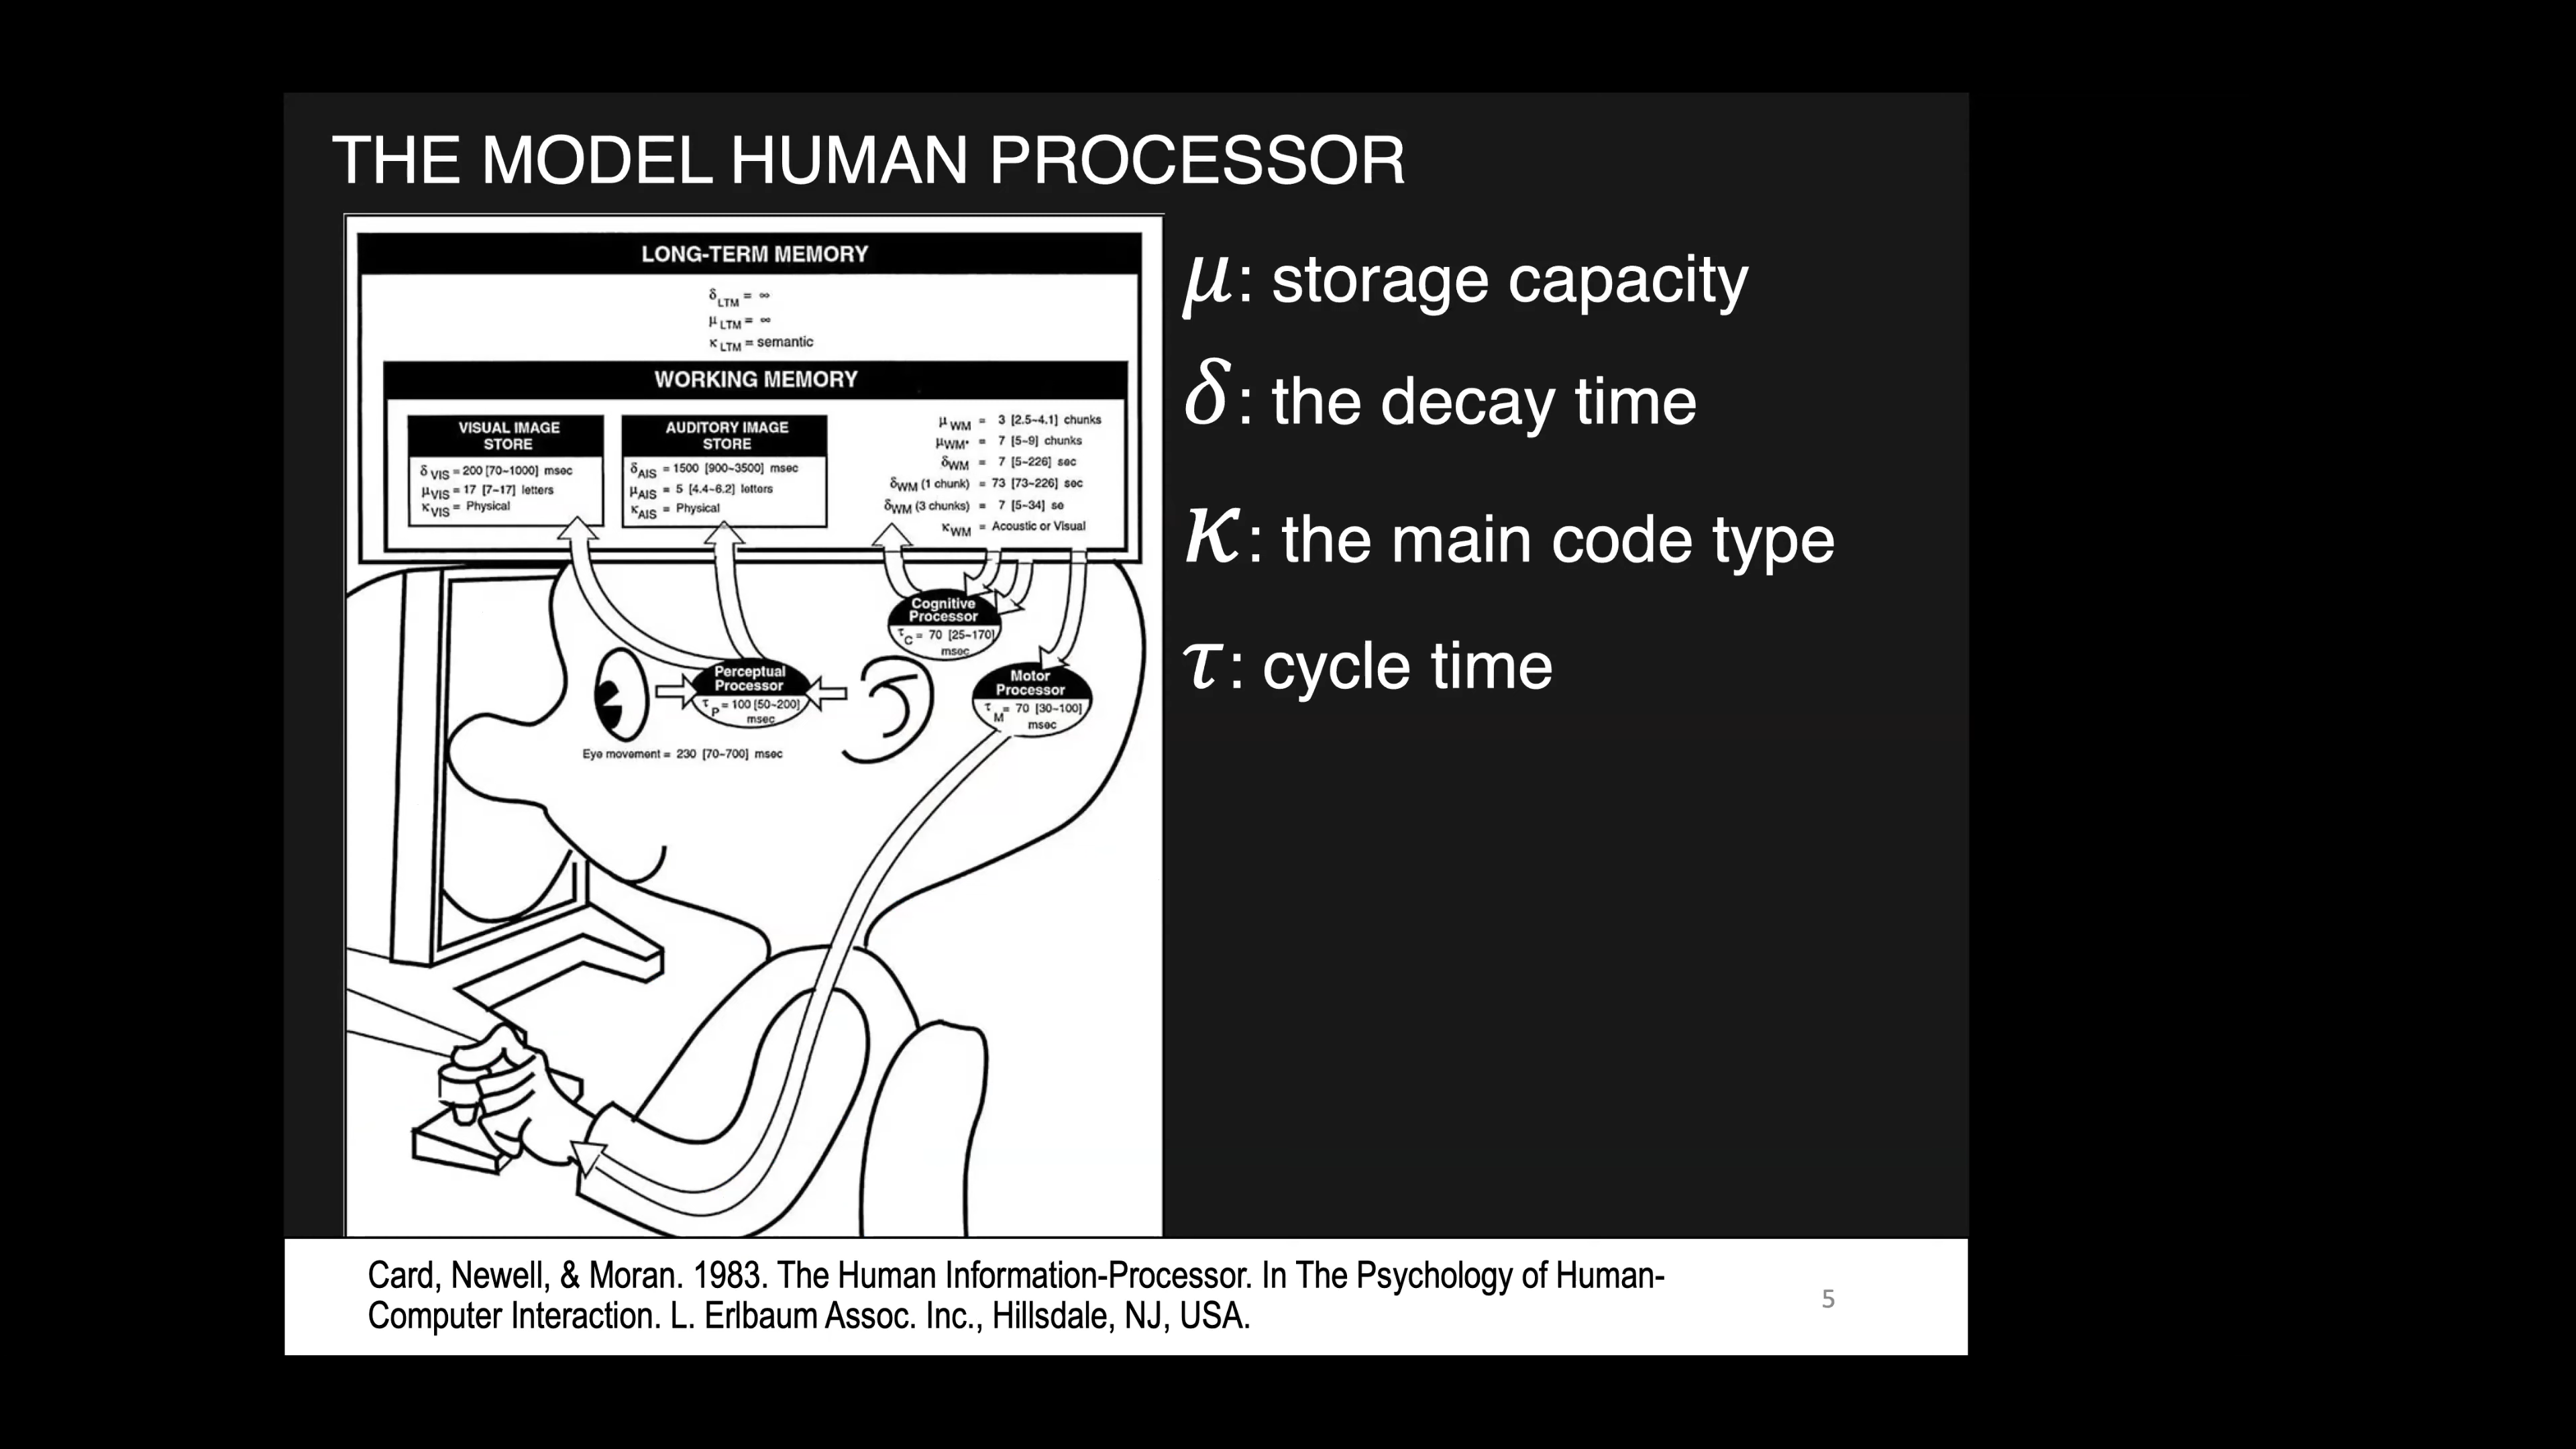 THE MODEL HUMAN PROCESSOR
LONG-TERM MEMORY
δLTM = ∞
μLTM = ∞
κLTM = semantic
WORKING MEMORY
VISUAL IMAGE
STORE
δVIS = 200 [70~1000] msec
μVIS = 17 [7~17] letters
κVIS = Physical
AUDITORY IMAGE
STORE
δAIS = 1500 [900~3500] msec
μAIS = 5 [4.4~6.2] letters
κAIS = Physical
μWM = 3 [2.5~4.1] chunks
μWM* = 7 [5~9] chunks
δWM = 7 [5~226] sec
δWM (1 chunk) = 73 [73~226] sec
δWM (3 chunks) = 7 [5~34] se
κWM = Acoustic or Visual
Cognitive
Processor
τC = 70 [25~170]
msec
Perceptual
Processor
τP = 100 [50~200]
msec
Motor
Processor
τM = 70 [30~100]
msec
Eye movement = 230 [70~700] msec
μ: storage capacity
δ: the decay time
κ: the main code type
τ: cycle time
Card, Newell, & Moran. 1983. The Human Information-Processor. In The Psychology of Human-
Computer Interaction. L. Erlbaum Assoc. Inc., Hillsdale, NJ, USA.
5